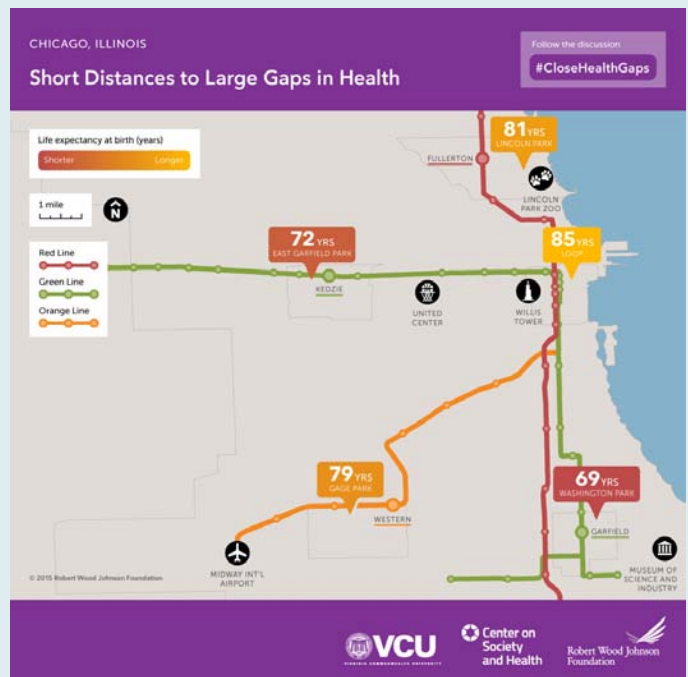 CHICAGO, ILLINOIS
Short Distances to Large Gaps in Health
Follow the discussion
#CloseHealthGaps
Life expectancy at birth (years)
Shorter
Longer
1 mile
N
Red Line
Green Line
Orange Line
81 YRS
LINCOLN PARK
FULLERTON
LINCOLN
PARK ZOO
72 YRS
EAST GARFIELD PARK
KEDZIE
85 YRS
LOOP
UNITED
CENTER
WILLIS
TOWER
79 YRS
GAGE PARK
WESTERN
69 YRS
WASHINGTON PARK
GARFIELD
MIDWAY INT'L
AIRPORT
MUSEUM OF
SCIENCE AND
INDUSTRY
© 2015 Robert Wood Johnson Foundation
VCU
VIRGINIA COMMONWEALTH UNIVERSITY
Center on
Society
and Health
Robert Wood Johnson
Foundation